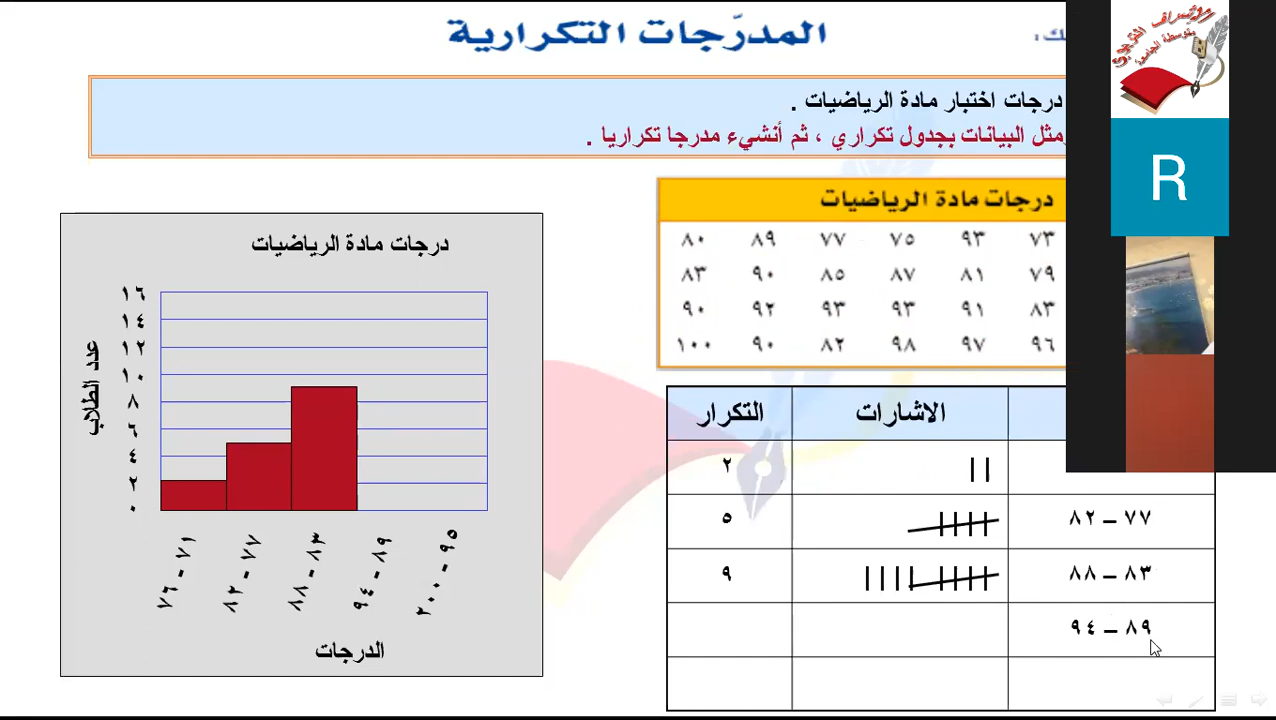 المدرّجات التكرارية
درجات اختبار مادة الرياضيات .
مثل البيانات بجدول تكراري ، ثم أنشيء مدرجا تكراريا .
درجات مادة الرياضيات
٧٣ ٩٣ ٧٥ ٧٧ ٨٩ ٨٠
٧٩ ٨١ ٨٧ ٨٥ ٩٠ ٨٣
٨٣ ٩١ ٩٣ ٩٣ ٩٢ ٩٠
٩٦ ٩٧ ٩٨ ٨٢ ٩٠ ١٠٠
الاشارات التكرار
٢
٧٧ – ٨٢ ٥
٨٣ – ٨٨ ٩
٨٩ – ٩٤
درجات مادة الرياضيات
عدد الطلاب
١٦
١٤
١٢
١٠
٨
٦
٤
٢
٠
٧١ - ٧٦
٧٧ - ٨٢
٨٣ - ٨٨
٨٩ - ٩٤
٩٥ - ٢٠٠
الدرجات
R